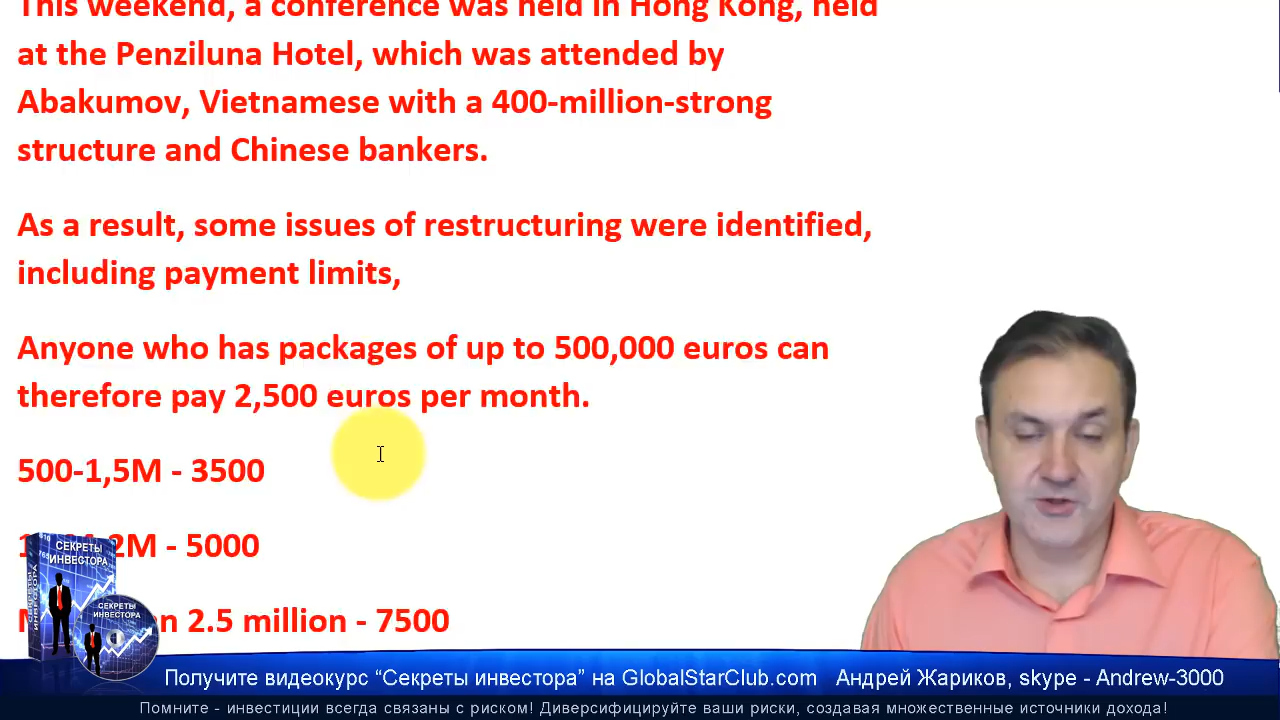 This weekend, a conference was held in Hong Kong, held
at the Penziluna Hotel, which was attended by
Abakumov, Vietnamese with a 400-million-strong
structure and Chinese bankers.
As a result, some issues of restructuring were identified,
including payment limits,
Anyone who has packages of up to 500,000 euros can
therefore pay 2,500 euros per month.
500-1,5M - 3500
2M - 5000
2.5 million - 7500
СЕКРЕТЫ
ИНВЕСТОРА
СЕКРЕТЫ ИНВЕСТОРА
СЕКРЕТЫ
ИНВЕСТОРА
Получите видеокурс “Секреты инвестора” на GlobalStarClub.com Андрей Жариков, skype - Andrew-3000
Помните - инвестиции всегда связаны с риском! Диверсифицируйте ваши риски, создавая множественные источники дохода!